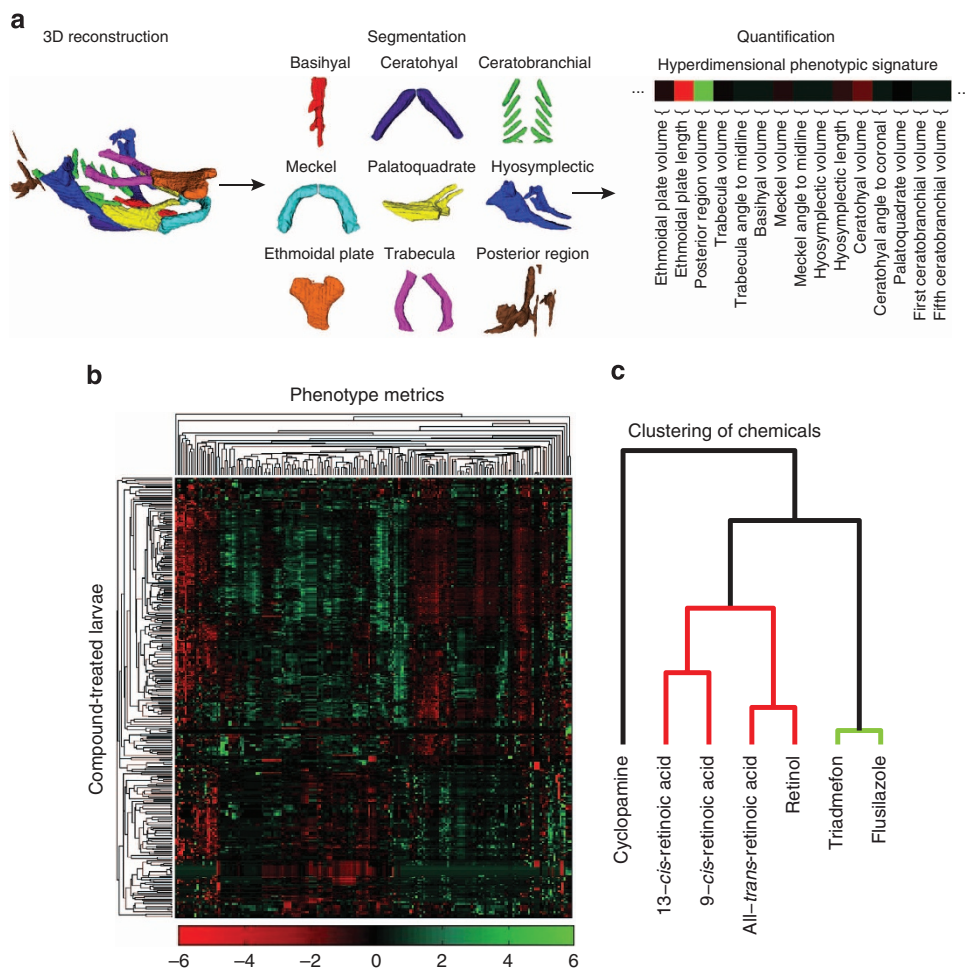 a
3D reconstruction
Segmentation
Quantification
Basihyal
Ceratohyal
Ceratobranchial
Hyperdimensional phenotypic signature
...
..
Meckel
Palatoquadrate
Hyosymplectic
Ethmoidal plate
Trabecula
Posterior region
Ethmoidal plate volume {
Ethmoidal plate length {
Posterior region volume {
Trabecula volume {
Trabecula angle to midline {
Basihyal volume {
Meckel volume {
Meckel angle to midline {
Hyosymplectic volume {
Hyosymplectic length {
Ceratohyal volume {
Ceratohyal angle to coronal {
Palatoquadrate volume {
First ceratobranchial volume {
Fifth ceratobranchial volume {
b
Phenotype metrics
Compound-treated larvae
−6
−4
−2
0
2
4
6
c
Clustering of chemicals
Cyclopamine
13–cis-retinoic acid
9–cis-retinoic acid
All–trans-retinoic acid
Retinol
Triadmefon
Flusilazole